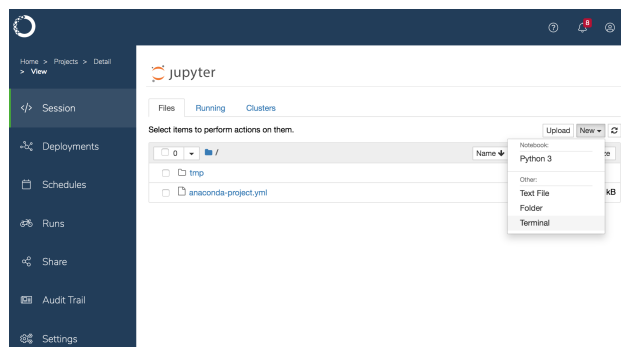 8
Home > Projects > Detail
> View
Session
Deployments
Schedules
Runs
Share
Audit Trail
Settings
jupyter
Files Running Clusters
Select items to perform actions on them.
Upload New
0 / Name
tmp
anaconda-project.yml kB
Notebook:
Python 3
Other:
Text File
Folder
Terminal